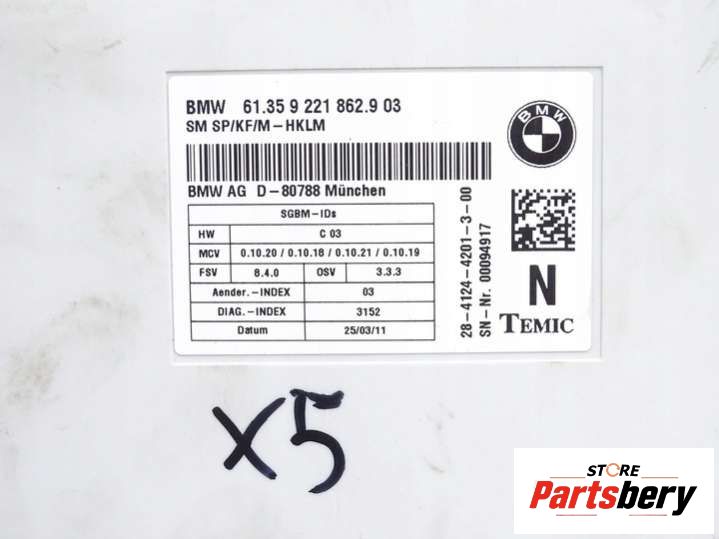 BMW 61.35 9 221 862.9 03
SM SP/KF/M-HKLM
BMW
BMW AG D-80788 München
SGBM-IDs
HW C 03
MCV 0.10.20 / 0.10.18 / 0.10.21 / 0.10.19
FSV 8.4.0 OSV 3.3.3
Aender.-INDEX 03
DIAG.-INDEX 3152
Datum 25/03/11
28-4124-4201-3-00
SN-Nr. 00094917
N
TEMIC
X5
STORE
Partsbery